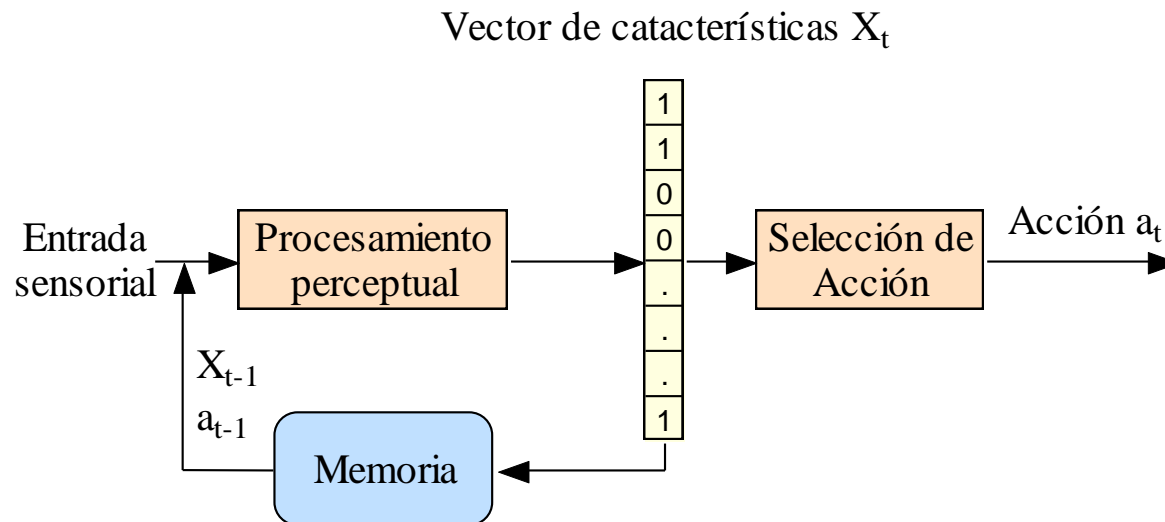 Vector de catacterísticas Xt
1
1
0
0
.
.
.
1
Entrada
sensorial
Procesamiento
perceptual
Selección de
Acción
Acción at
Xt-1
at-1
Memoria